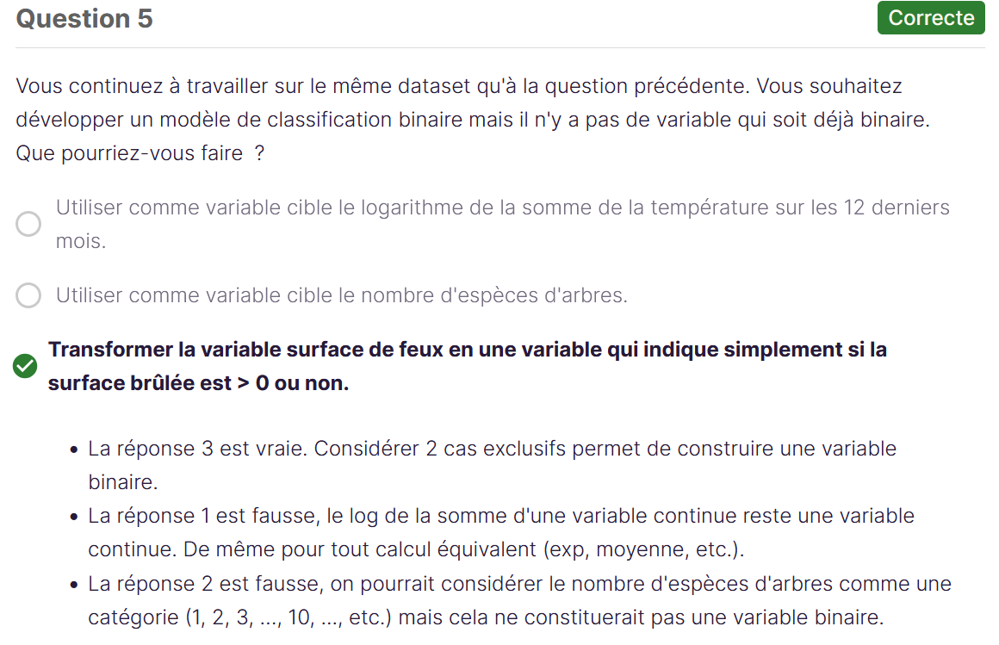 Question 5
Correcte
Vous continuez à travailler sur le même dataset qu'à la question précédente. Vous souhaitez
développer un modèle de classification binaire mais il n'y a pas de variable qui soit déjà binaire.
Que pourriez-vous faire  ?
Utiliser comme variable cible le logarithme de la somme de la température sur les 12 derniers
mois.
Utiliser comme variable cible le nombre d'espèces d'arbres.
Transformer la variable surface de feux en une variable qui indique simplement si la
surface brûlée est > 0 ou non.
• La réponse 3 est vraie. Considérer 2 cas exclusifs permet de construire une variable
binaire.
• La réponse 1 est fausse, le log de la somme d'une variable continue reste une variable
continue. De même pour tout calcul équivalent (exp, moyenne, etc.).
• La réponse 2 est fausse, on pourrait considérer le nombre d'espèces d'arbres comme une
catégorie (1, 2, 3, ..., 10, ..., etc.) mais cela ne constituerait pas une variable binaire.